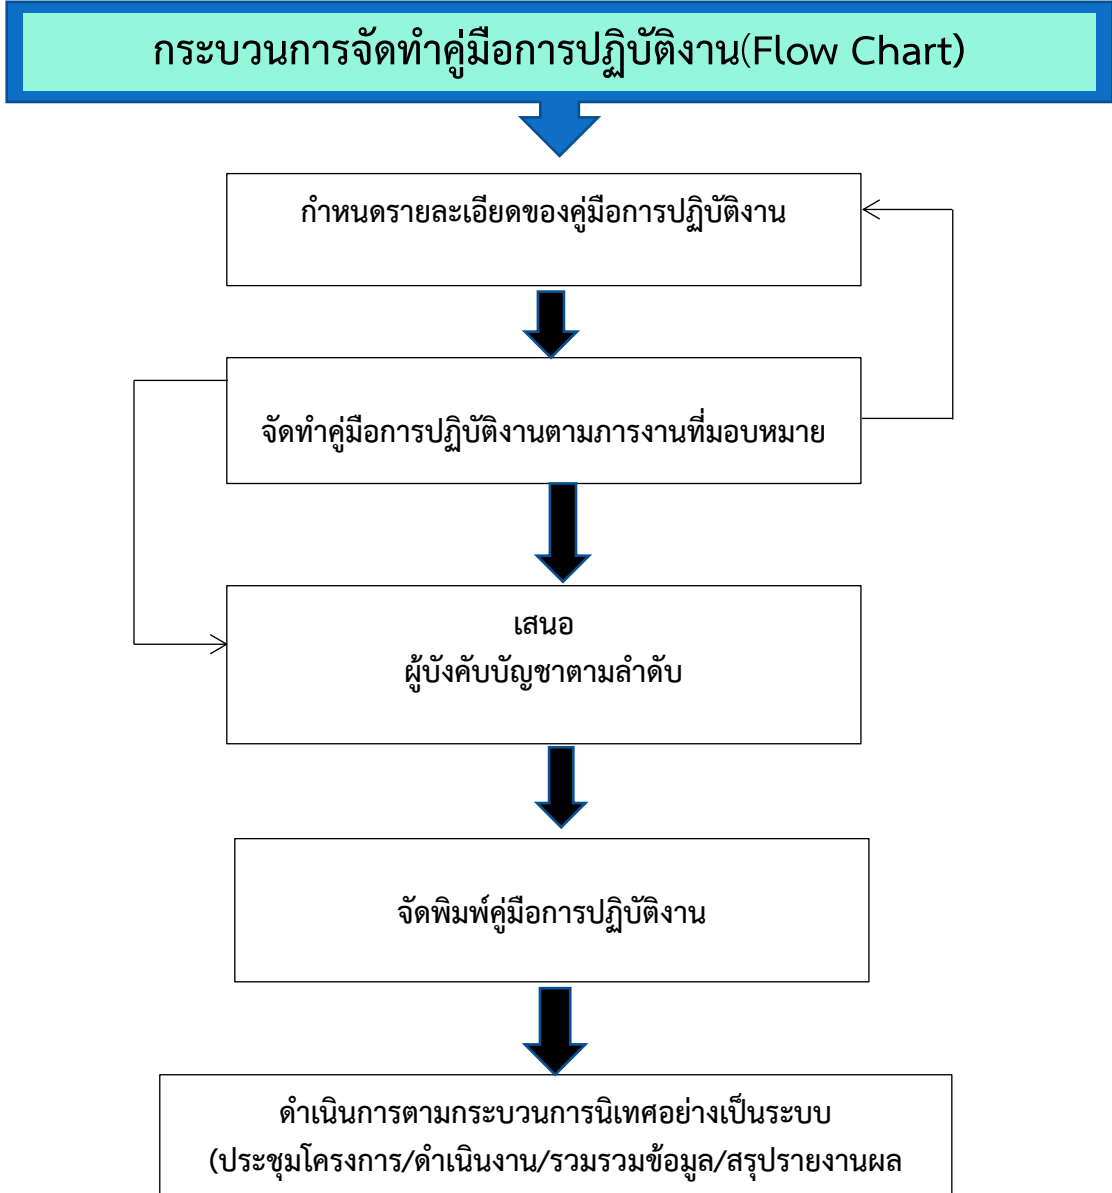 กระบวนการจัดทำคู่มือการปฏิบัติงาน(Flow Chart)
กำหนดรายละเอียดของคู่มือการปฏิบัติงาน
จัดทำคู่มือการปฏิบัติงานตามภารงานที่มอบหมาย
เสนอ
ผู้บังคับบัญชาตามลำดับ
จัดพิมพ์คู่มือการปฏิบัติงาน
ดำเนินการตามกระบวนการนิเทศอย่างเป็นระบบ
(ประชุมโครงการ/ดำเนินงาน/รวมรวมข้อมูล/สรุปรายงานผล